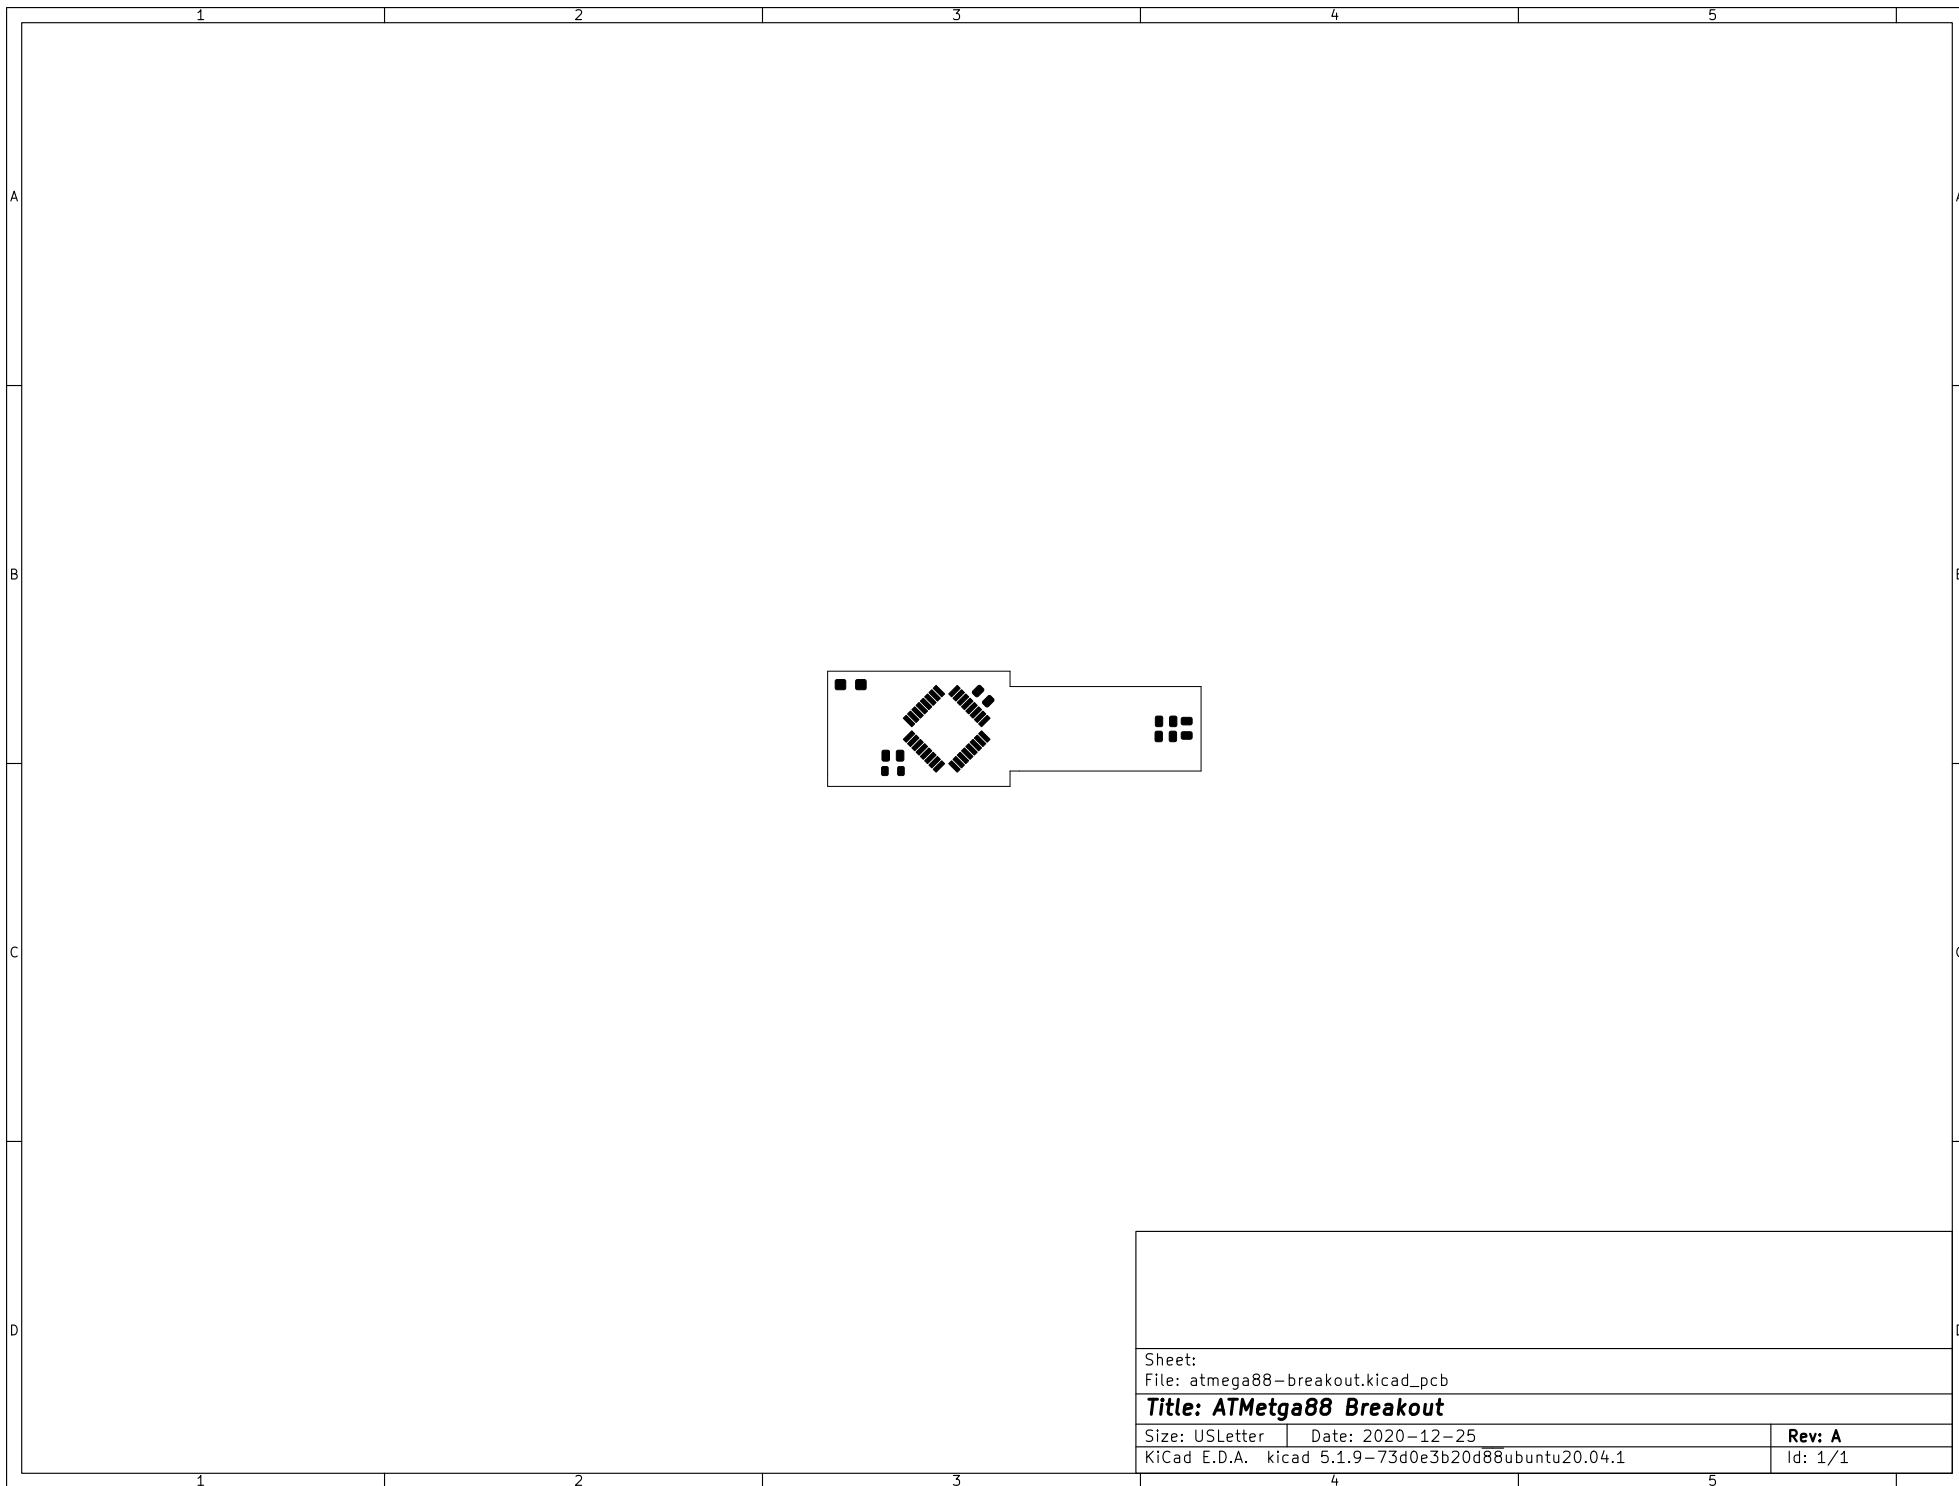 1 2 3 4 5
A A
B B
C C
D D
Sheet:
File: atmega88-breakout.kicad_pcb
Title: ATMetga88 Breakout
Size: USLetter Date: 2020-12-25 Rev: A
KiCad E.D.A. kicad 5.1.9-73d0e3b20d88ubuntu20.04.1 Id: 1/1
1 2 3 4 5